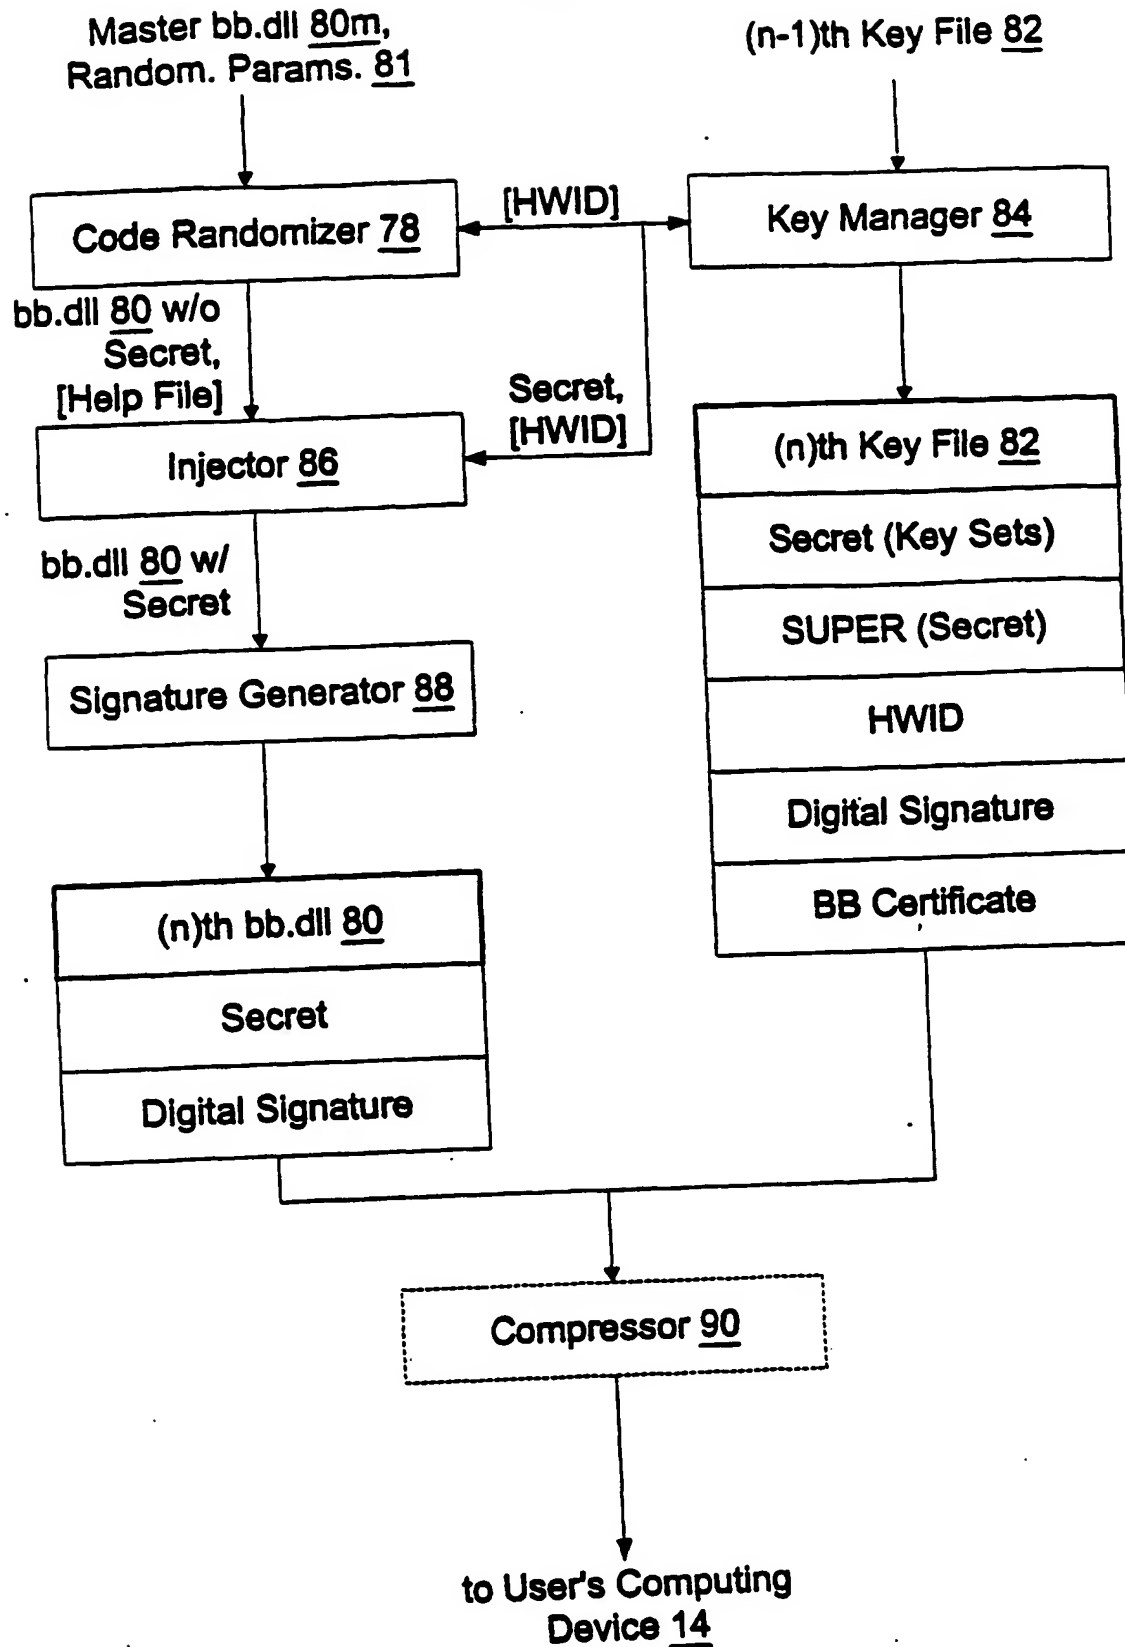 Master bb.dll 80m,
Random. Params. 81
(n-1)th Key File 82
[HWID]
Code Randomizer 78
Key Manager 84
bb.dll 80 w/o
Secret,
[Help File]
Secret,
[HWID]
Injector 86
(n)th Key File 82
Secret (Key Sets)
SUPER (Secret)
HWID
Digital Signature
BB Certificate
bb.dll 80 w/
Secret
Signature Generator 88
(n)th bb.dll 80
Secret
Digital Signature
Compressor 90
to User's Computing
Device 14